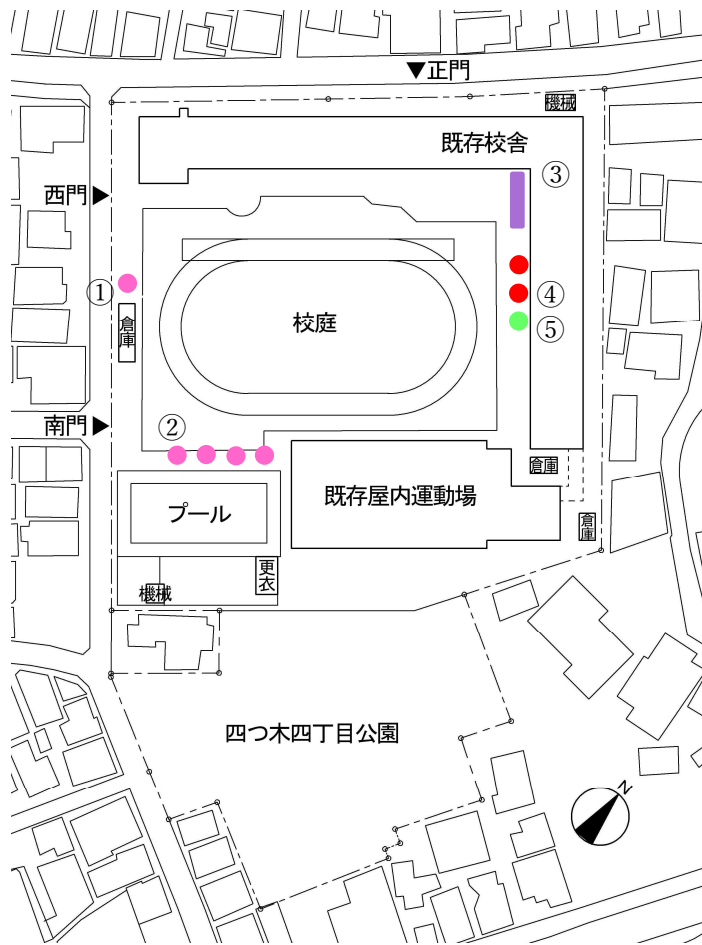 ▼正門
機械
既存校舎
③
西門▶
①
倉庫
校庭
④
⑤
南門▶
②
倉庫
既存屋内運動場
プール
倉庫
更衣
機械
四つ木四丁目公園
N